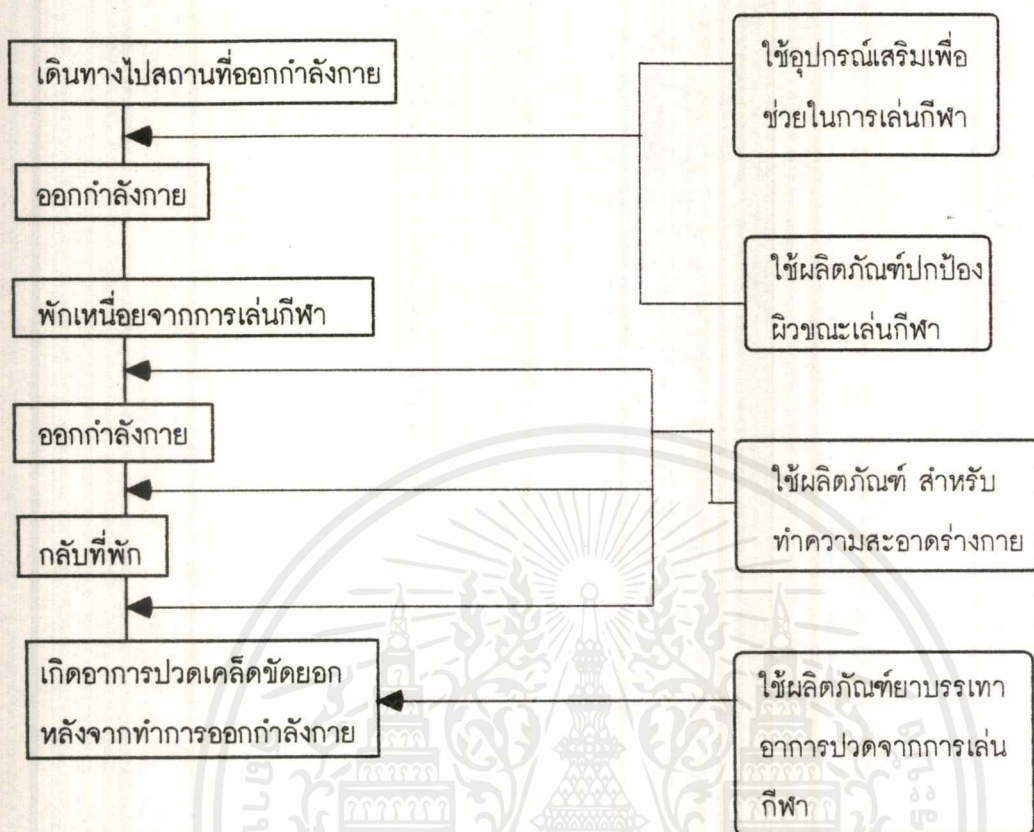 เดินทางไปสถานที่ออกกำลังกาย
ออกกำลังกาย
พักเหนื่อยจากการเล่นกีฬา
ออกกำลังกาย
กลับที่พัก
เกิดอาการปวดเคล็ดขัดยอก
หลังจากทำการออกกำลังกาย
ใช้อุปกรณ์เสริมเพื่อ
ช่วยในการเล่นกีฬา
ใช้ผลิตภัณฑ์ปกป้อง
ผิวขณะเล่นกีฬา
ใช้ผลิตภัณฑ์ สำหรับ
ทำความสะอาดร่างกาย
ใช้ผลิตภัณฑ์ยาบรรเทา
อาการปวดจากการเล่น
กีฬา